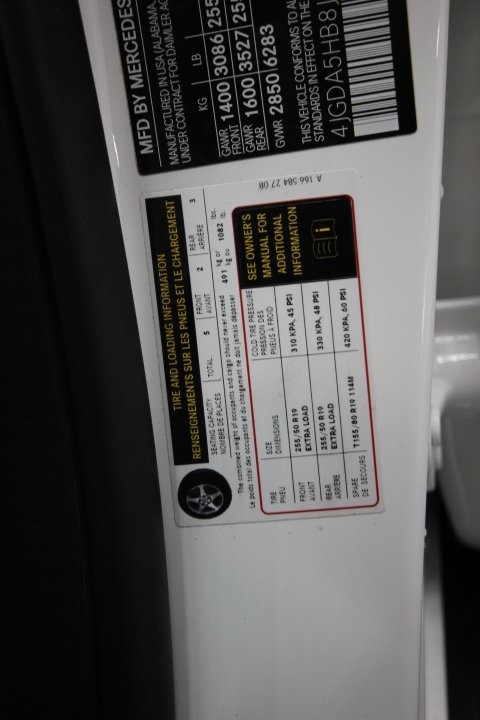 MFD BY MERCEDES
MANUFACTURED IN USA (ALABAMA,
UNDER CONTRACT FOR DAIMLER A
KG LB
GAWR FRONT 1400 3086 255
GAWR REAR 1600 3527 25
GVWR 2850 6283
THIS VEHICLE CONFORMS TO A
STANDARDS IN EFFECT ON THE
4JGDA5HB8J
A 166 584 27 08
TIRE AND LOADING INFORMATION
RENSEIGNEMENTS SUR LES PNEUS ET LE CHARGEMENT
SEATING CAPACITY TOTAL 5 FRONT 2 REAR 3
NOMBRE DE PLACES AVANT ARRIÈRE
The combined weight of occupants and cargo should never exceed 491 kg or 1082 lbs.
Le poids total des occupants et du chargement ne doit jamais dépasser kg ou lb.
TIRE SIZE COLD TIRE PRESSURE
PNEU DIMENSIONS PRESSION DES PNEUS À FROID
FRONT 255/50 R19 310 KPA, 45 PSI
AVANT EXTRA LOAD
REAR 255/50 R19 330 KPA, 48 PSI
ARRIÈRE EXTRA LOAD
SPARE T155/80 R19 114M 420 KPA, 60 PSI
DE SECOURS
SEE OWNER'S
MANUAL FOR
ADDITIONAL
INFORMATION
i